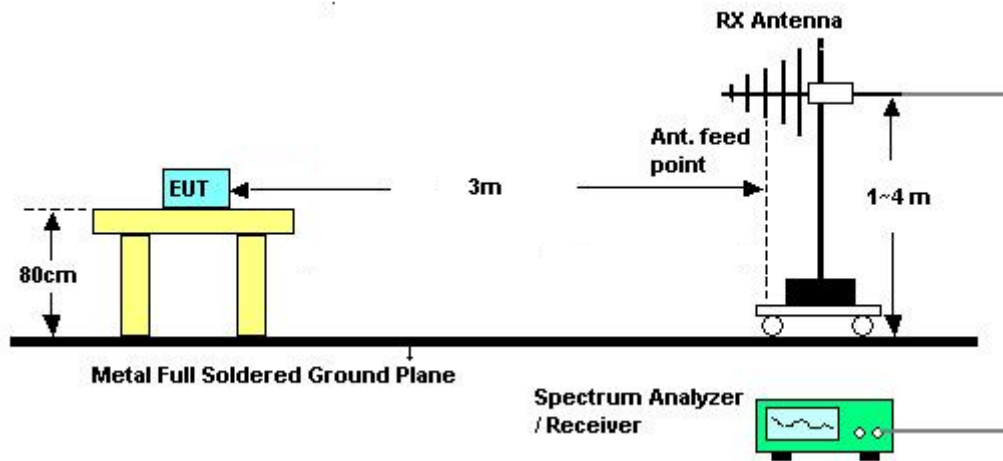 RX Antenna
Ant. feed
point
EUT
3m
1~4 m
80cm
Metal Full Soldered Ground Plane
Spectrum Analyzer
/ Receiver